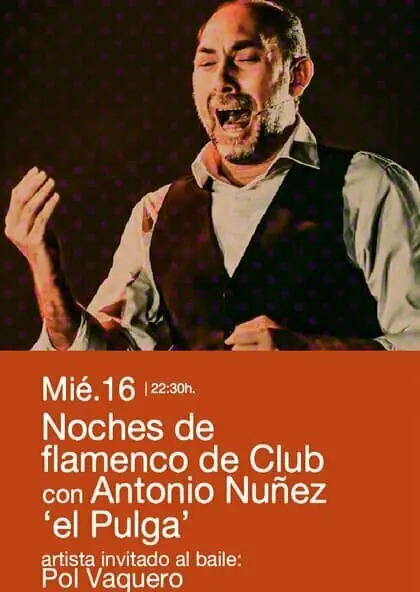 Mié.16 | 22:30h.
Noches de
flamenco de Club
con Antonio Nuñez
‘el Pulga’
artista invitado al baile:
Pol Vaquero